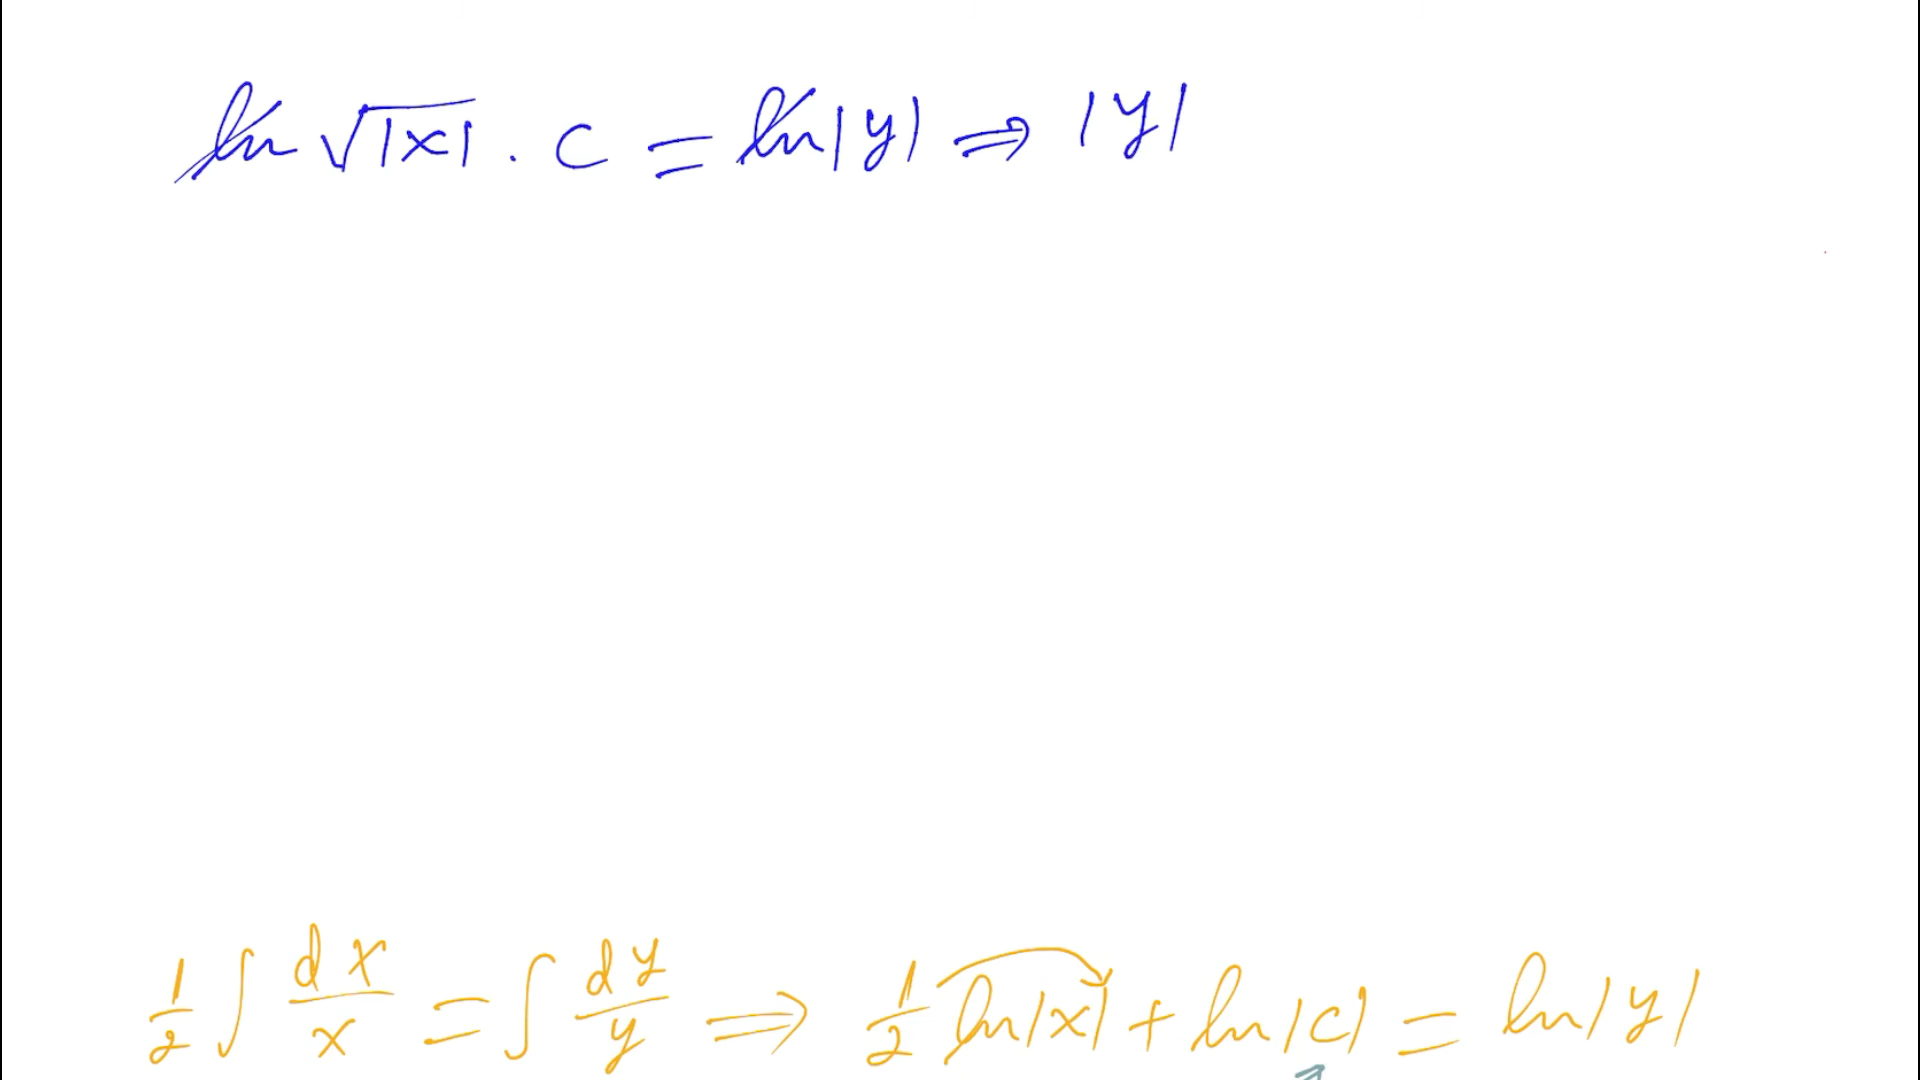 ln √|x| . c = ln|y| ⇒ |y|
1/2 ∫ dx/x = ∫ dy/y ⇒ 1/2 ln|x| + ln|c| = ln|y|